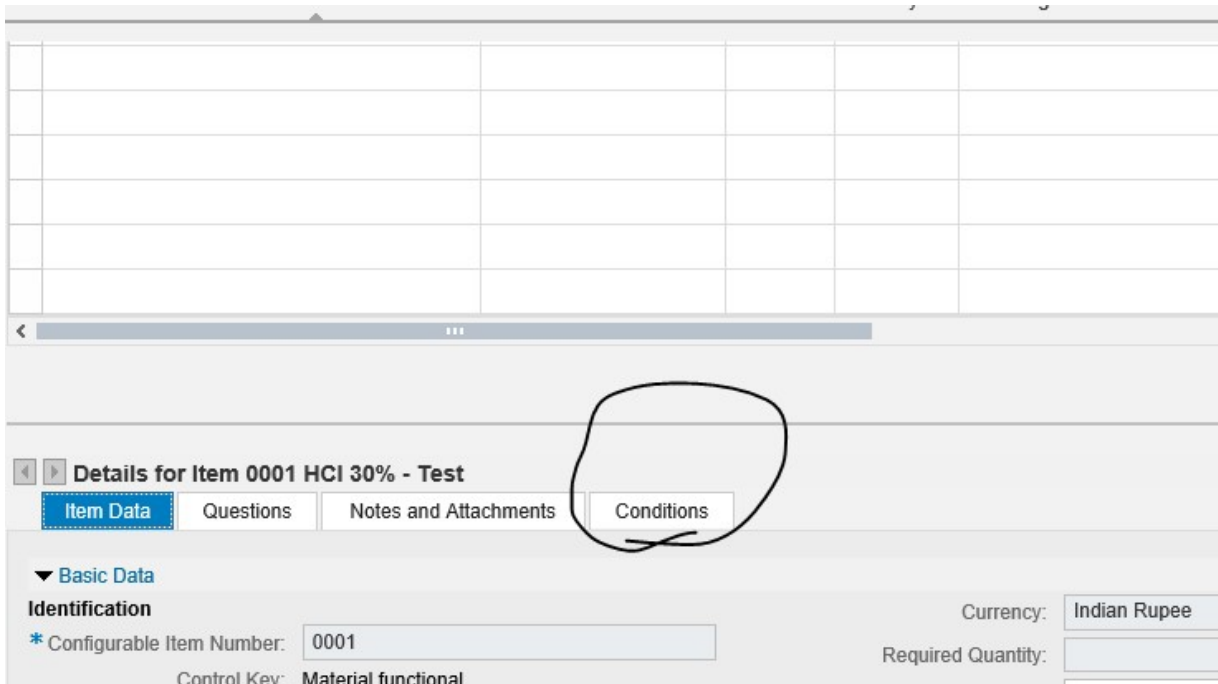 Details for Item 0001 HCI 30% - Test
Item Data Questions Notes and Attachments Conditions
Basic Data
Identification
Currency: Indian Rupee
* Configurable Item Number: 0001
Required Quantity:
Control Key: Material functional